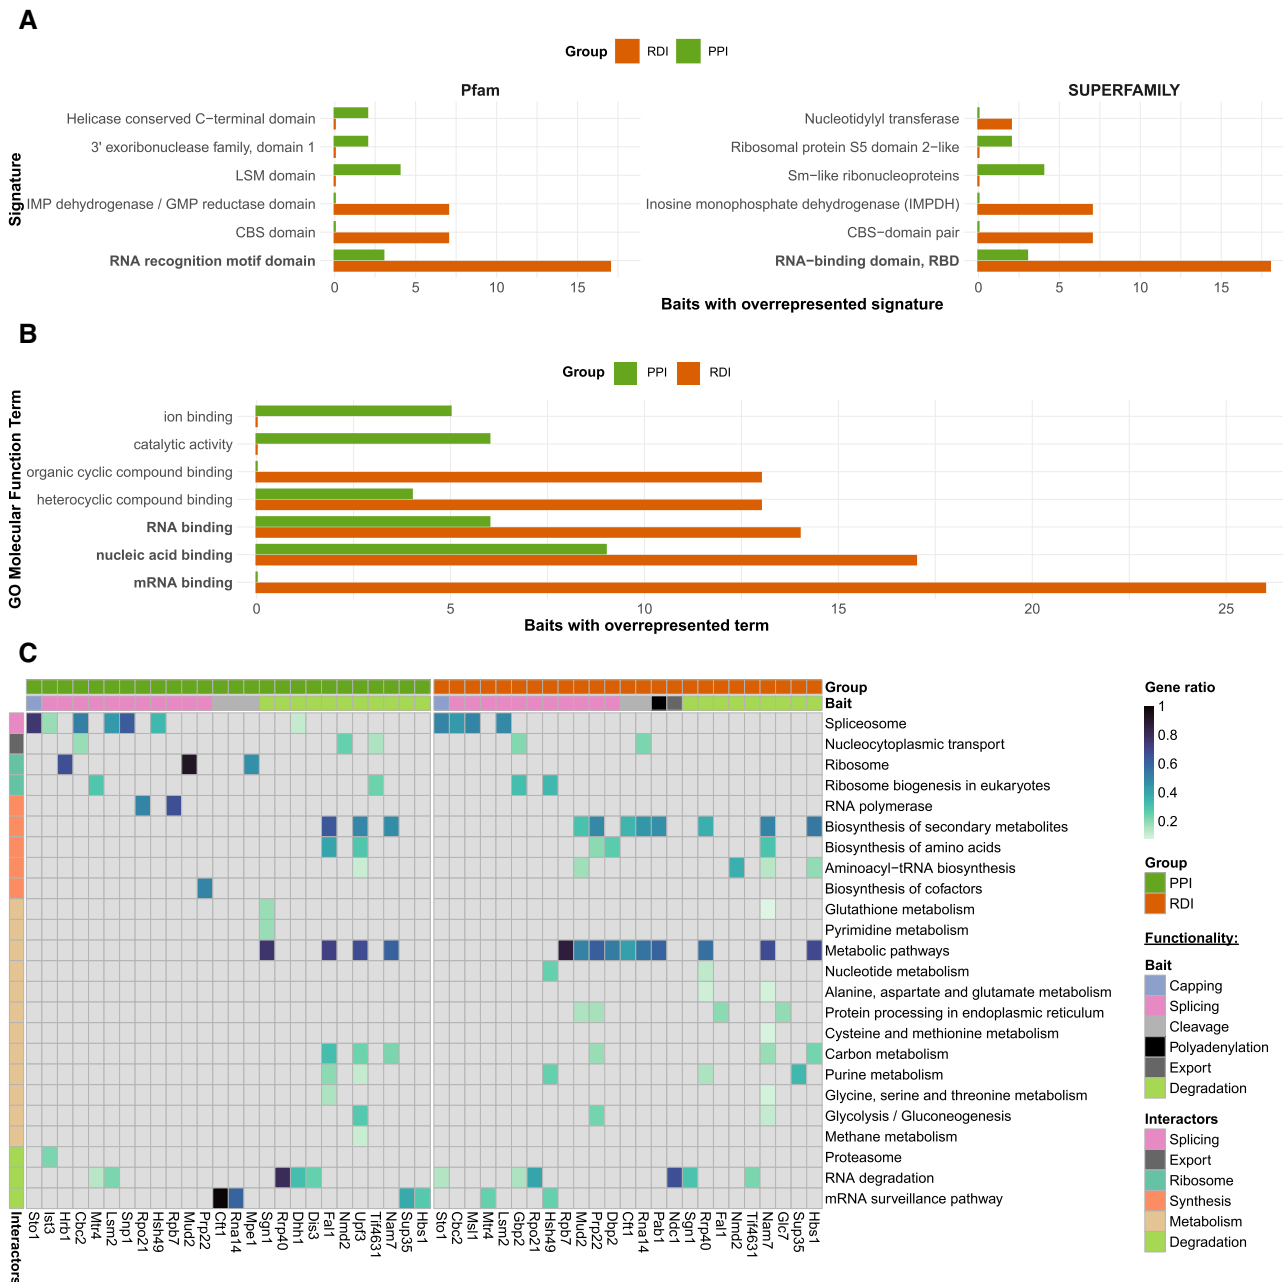 A
Group RDI PPI
Pfam
SUPERFAMILY
Signature
Helicase conserved C−terminal domain
3' exoribonuclease family, domain 1
LSM domain
IMP dehydrogenase / GMP reductase domain
CBS domain
RNA recognition motif domain
0 5 10 15
Nucleotidylyl transferase
Ribosomal protein S5 domain 2−like
Sm−like ribonucleoproteins
Inosine monophosphate dehydrogenase (IMPDH)
CBS−domain pair
RNA−binding domain, RBD
0 5 10 15
Baits with overrepresented signature
B
Group PPI RDI
GO Molecular Function Term
ion binding
catalytic activity
organic cyclic compound binding
heterocyclic compound binding
RNA binding
nucleic acid binding
mRNA binding
0 5 10 15 20 25
Baits with overrepresented term
C
Group
Bait
Spliceosome
Nucleocytoplasmic transport
Ribosome
Ribosome biogenesis in eukaryotes
RNA polymerase
Biosynthesis of secondary metabolites
Biosynthesis of amino acids
Aminoacyl−tRNA biosynthesis
Biosynthesis of cofactors
Glutathione metabolism
Pyrimidine metabolism
Metabolic pathways
Nucleotide metabolism
Alanine, aspartate and glutamate metabolism
Protein processing in endoplasmic reticulum
Cysteine and methionine metabolism
Carbon metabolism
Purine metabolism
Glycine, serine and threonine metabolism
Glycolysis / Gluconeogenesis
Methane metabolism
Proteasome
RNA degradation
mRNA surveillance pathway
Interactors
Sto1 Ist3 Hrb1 Cbc2 Mtr4 Lsm2 Snp1 Rpo21 Hsh49 Rpb7 Mud2 Prp22 Cft1 Rna14 Mpe1 Sgn1 Rrp40 Dhh1 Dis3 Fal1 Nmd2 Upf3 Tif4631 Nam7 Sup35 Hbs1
Sto1 Cbc2 Msl1 Mtr4 Lsm2 Gbp2 Rpo21 Hsh49 Rpb7 Mud2 Prp22 Dbp2 Cft1 Rna14 Pab1 Ndc1 Sgn1 Rrp40 Fal1 Nmd2 Tif4631 Nam7 Glc7 Sup35 Hbs1
Gene ratio
1
0.8
0.6
0.4
0.2
Group
PPI
RDI
Functionality:
Bait
Capping
Splicing
Cleavage
Polyadenylation
Export
Degradation
Interactors
Splicing
Export
Ribosome
Synthesis
Metabolism
Degradation